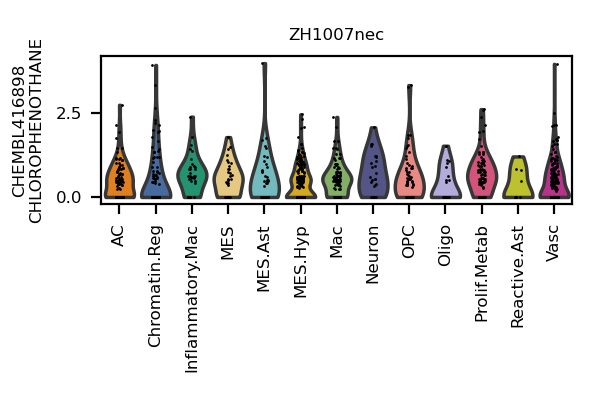 ZH1007nec
CHEMBL416898
CHLOROPHENOTHANE
2.5
0.0
AC
Chromatin.Reg
Inflammatory.Mac
MES
MES.Ast
MES.Hyp
Mac
Neuron
OPC
Oligo
Prolif.Metab
Reactive.Ast
Vasc